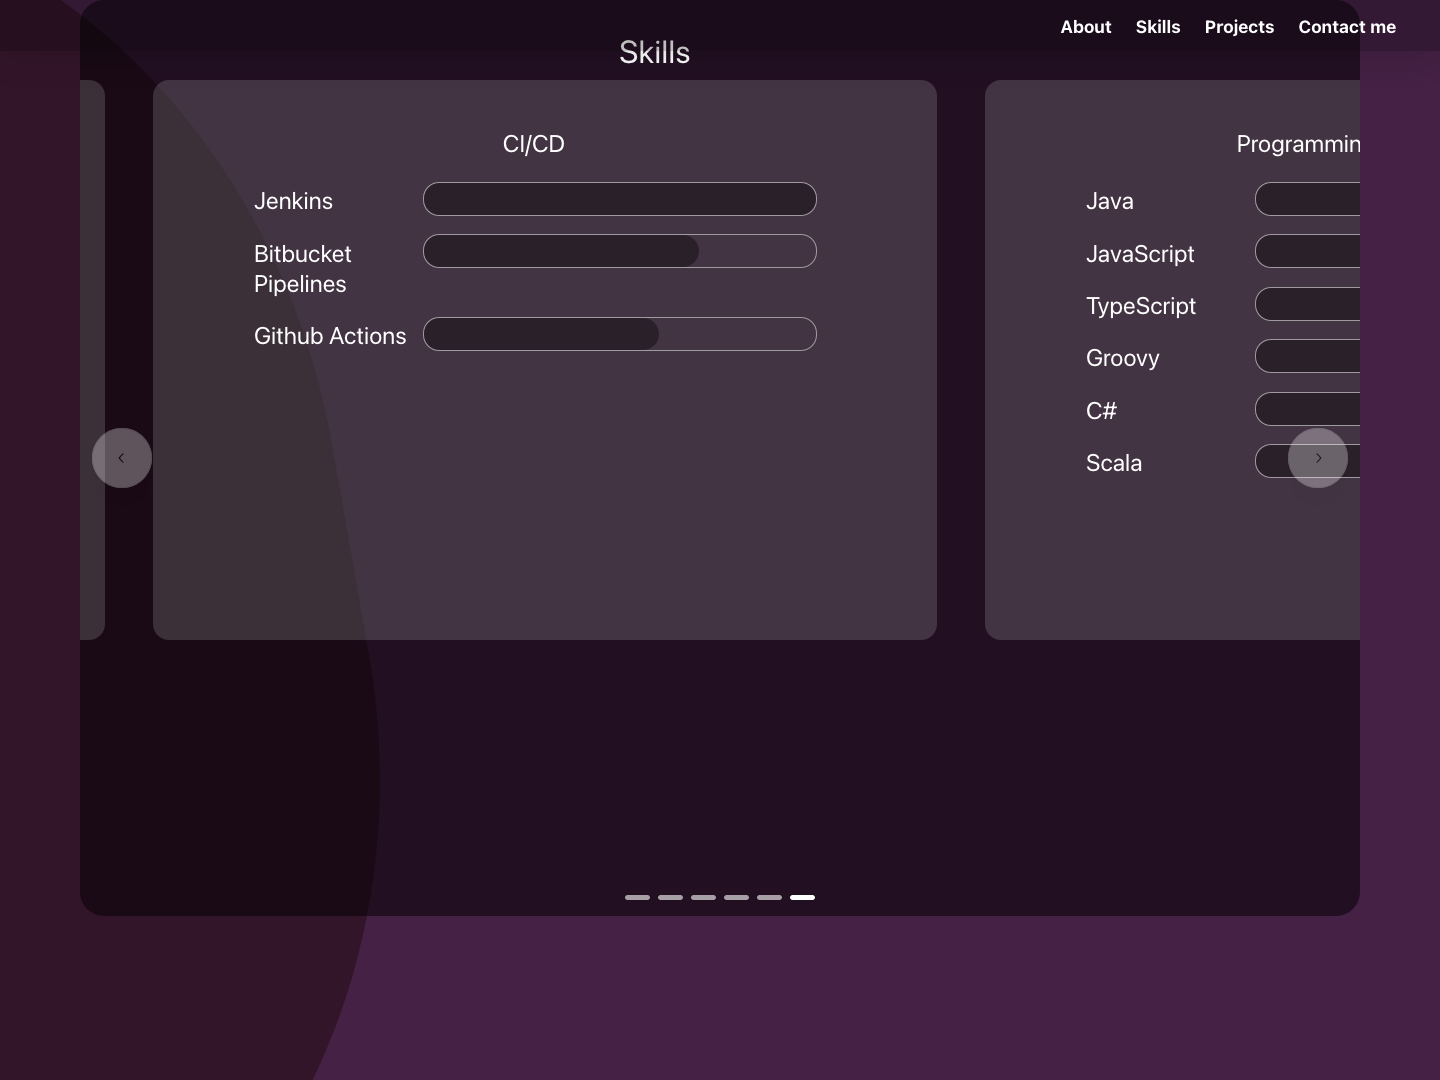 About
Skills
Projects
Contact me
Skills
CI/CD
Jenkins
Bitbucket
Pipelines
Github Actions
Programmin
Java
JavaScript
TypeScript
Groovy
C#
Scala